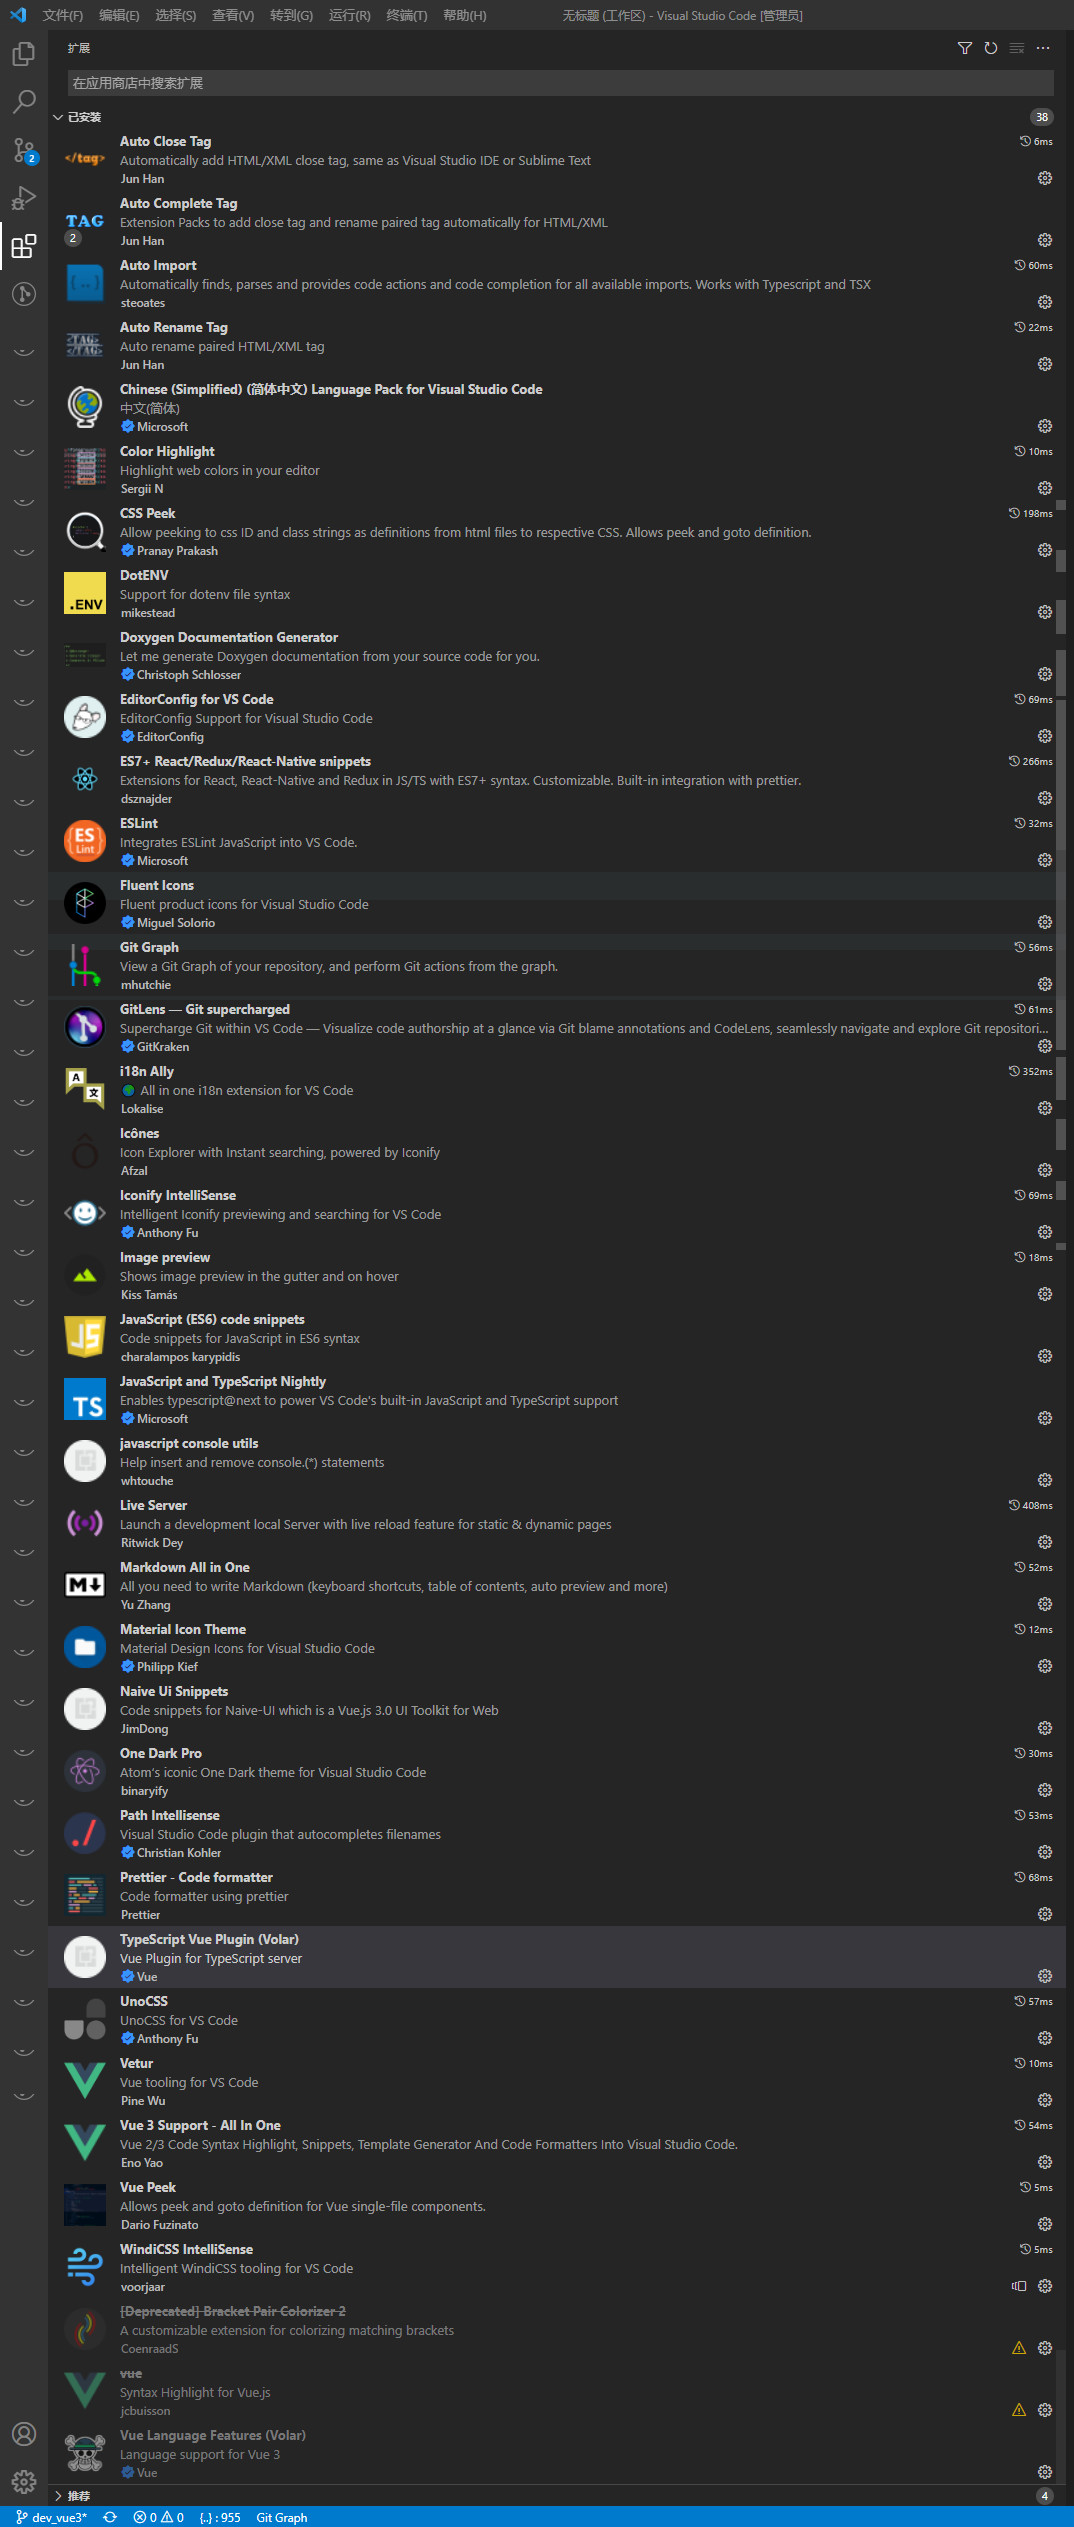 文件(F) 编辑(E) 选择(S) 查看(V) 转到(G) 运行(R) 终端(T) 帮助(H) 无标题 (工作区) - Visual Studio Code [管理员]
扩展
在应用商店中搜索扩展
已安装 38
Auto Close Tag 6ms
</tag> Automatically add HTML/XML close tag, same as Visual Studio IDE or Sublime Text
Jun Han
Auto Complete Tag
TAG Extension Packs to add close tag and rename paired tag automatically for HTML/XML
2 Jun Han
Auto Import 60ms
Automatically finds, parses and provides code actions and code completion for all available imports. Works with Typescript and TSX
steoates
Auto Rename Tag 22ms
Auto rename paired HTML/XML tag
Jun Han
Chinese (Simplified) (简体中文) Language Pack for Visual Studio Code
中文(简体)
Microsoft
Color Highlight 10ms
Highlight web colors in your editor
Sergii N
CSS Peek 198ms
Allow peeking to css ID and class strings as definitions from html files to respective CSS. Allows peek and goto definition.
Pranay Prakash
DotENV
Support for dotenv file syntax
.ENV mikestead
Doxygen Documentation Generator
Let me generate Doxygen documentation from your source code for you.
Christoph Schlosser
EditorConfig for VS Code 69ms
EditorConfig Support for Visual Studio Code
EditorConfig
ES7+ React/Redux/React-Native snippets 266ms
Extensions for React, React-Native and Redux in JS/TS with ES7+ syntax. Customizable. Built-in integration with prettier.
dsznajder
ESLint 32ms
ES Lint Integrates ESLint JavaScript into VS Code.
Microsoft
Fluent Icons
Fluent product icons for Visual Studio Code
Miguel Solorio
Git Graph 56ms
View a Git Graph of your repository, and perform Git actions from the graph.
mhutchie
GitLens — Git supercharged 61ms
Supercharge Git within VS Code — Visualize code authorship at a glance via Git blame annotations and CodeLens, seamlessly navigate and explore Git repositori...
GitKraken
i18n Ally 352ms
A 文 All in one i18n extension for VS Code
Lokalise
Icônes
Ô Icon Explorer with Instant searching, powered by Iconify
Afzal
Iconify IntelliSense 69ms
Intelligent Iconify previewing and searching for VS Code
Anthony Fu
Image preview 18ms
Shows image preview in the gutter and on hover
Kiss Tamás
JavaScript (ES6) code snippets
JS Code snippets for JavaScript in ES6 syntax
charalampos karypidis
JavaScript and TypeScript Nightly
TS Enables typescript@next to power VS Code's built-in JavaScript and TypeScript support
Microsoft
javascript console utils
Help insert and remove console.(*) statements
whtouche
Live Server 408ms
Launch a development local Server with live reload feature for static & dynamic pages
Ritwick Dey
Markdown All in One 52ms
M↓ All you need to write Markdown (keyboard shortcuts, table of contents, auto preview and more)
Yu Zhang
Material Icon Theme 12ms
Material Design Icons for Visual Studio Code
Philipp Kief
Naive Ui Snippets
Code snippets for Naive-UI which is a Vue.js 3.0 UI Toolkit for Web
JimDong
One Dark Pro 30ms
Atom's iconic One Dark theme for Visual Studio Code
binaryify
Path Intellisense 53ms
./ Visual Studio Code plugin that autocompletes filenames
Christian Kohler
Prettier - Code formatter 68ms
Code formatter using prettier
Prettier
TypeScript Vue Plugin (Volar)
Vue Plugin for TypeScript server
Vue
UnoCSS 57ms
UnoCSS for VS Code
Anthony Fu
Vetur 10ms
Vue tooling for VS Code
Pine Wu
Vue 3 Support - All In One 54ms
Vue 2/3 Code Syntax Highlight, Snippets, Template Generator And Code Formatters Into Visual Studio Code.
Eno Yao
Vue Peek 5ms
Allows peek and goto definition for Vue single-file components.
Dario Fuzinato
WindiCSS IntelliSense 5ms
Intelligent WindiCSS tooling for VS Code
voorjaar
[Deprecated] Bracket Pair Colorizer 2
A customizable extension for colorizing matching brackets
CoenraadS
vue
Syntax Highlight for Vue.js
jcbuisson
Vue Language Features (Volar)
Language support for Vue 3
Vue
推荐 4
dev_vue3* 0 0 {..} : 955 Git Graph